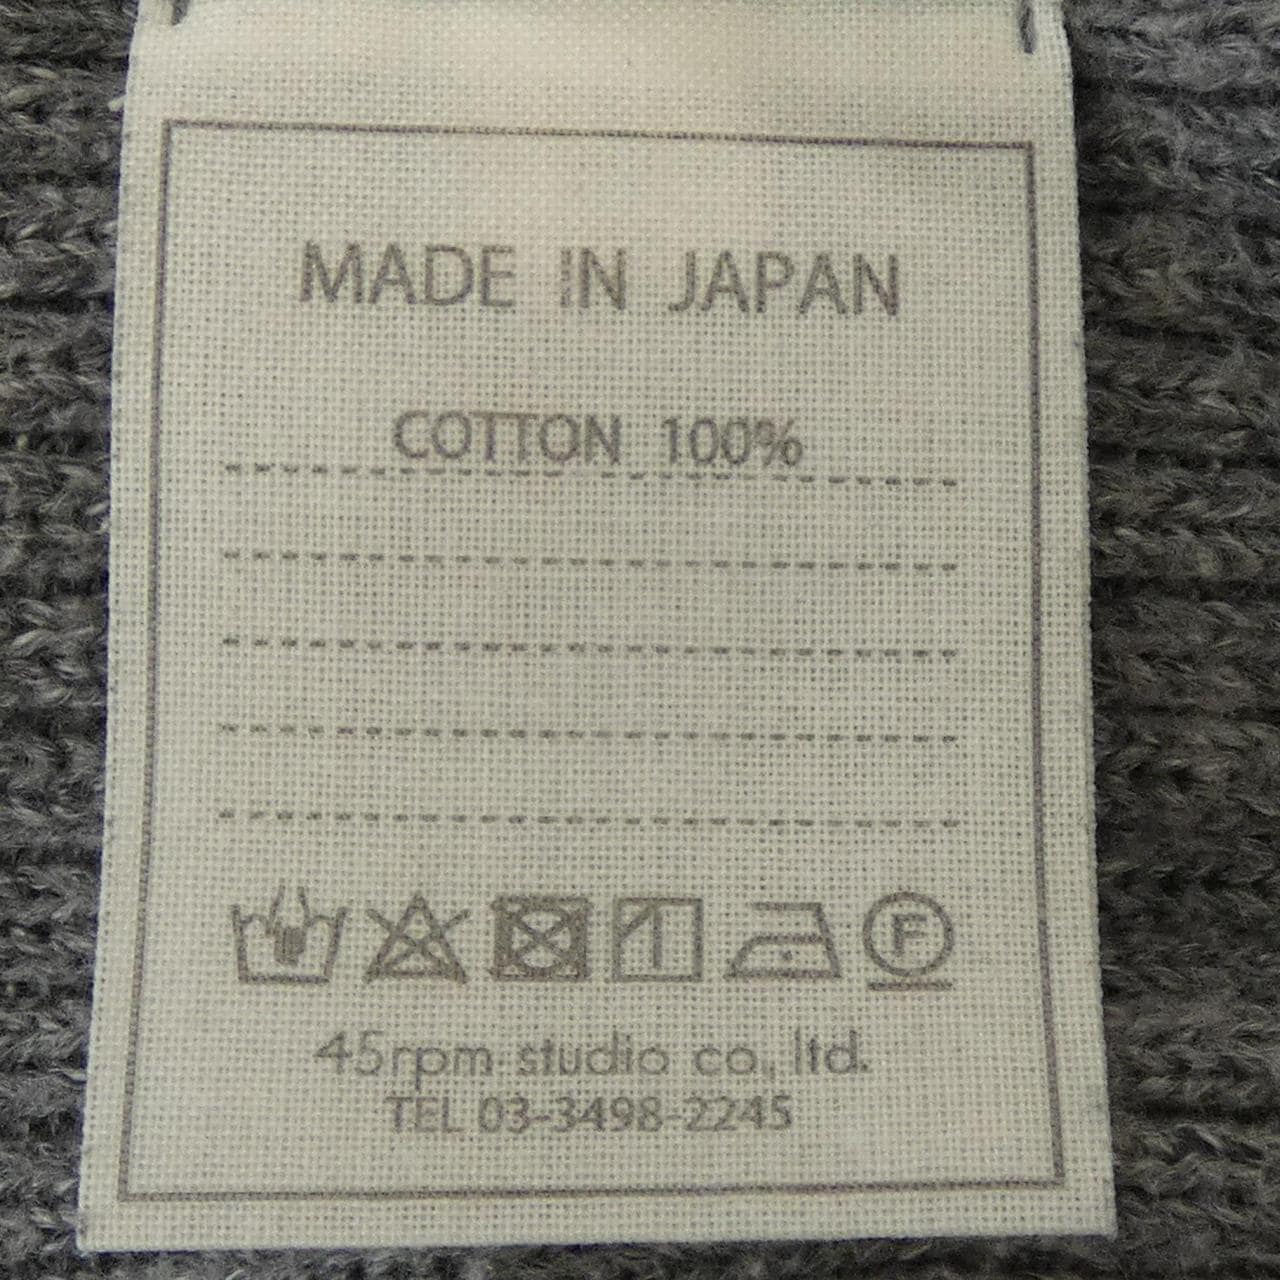 MADE IN JAPAN
COTTON 100%
F
45rpm studio co., ltd.
TEL 03-3498-2245